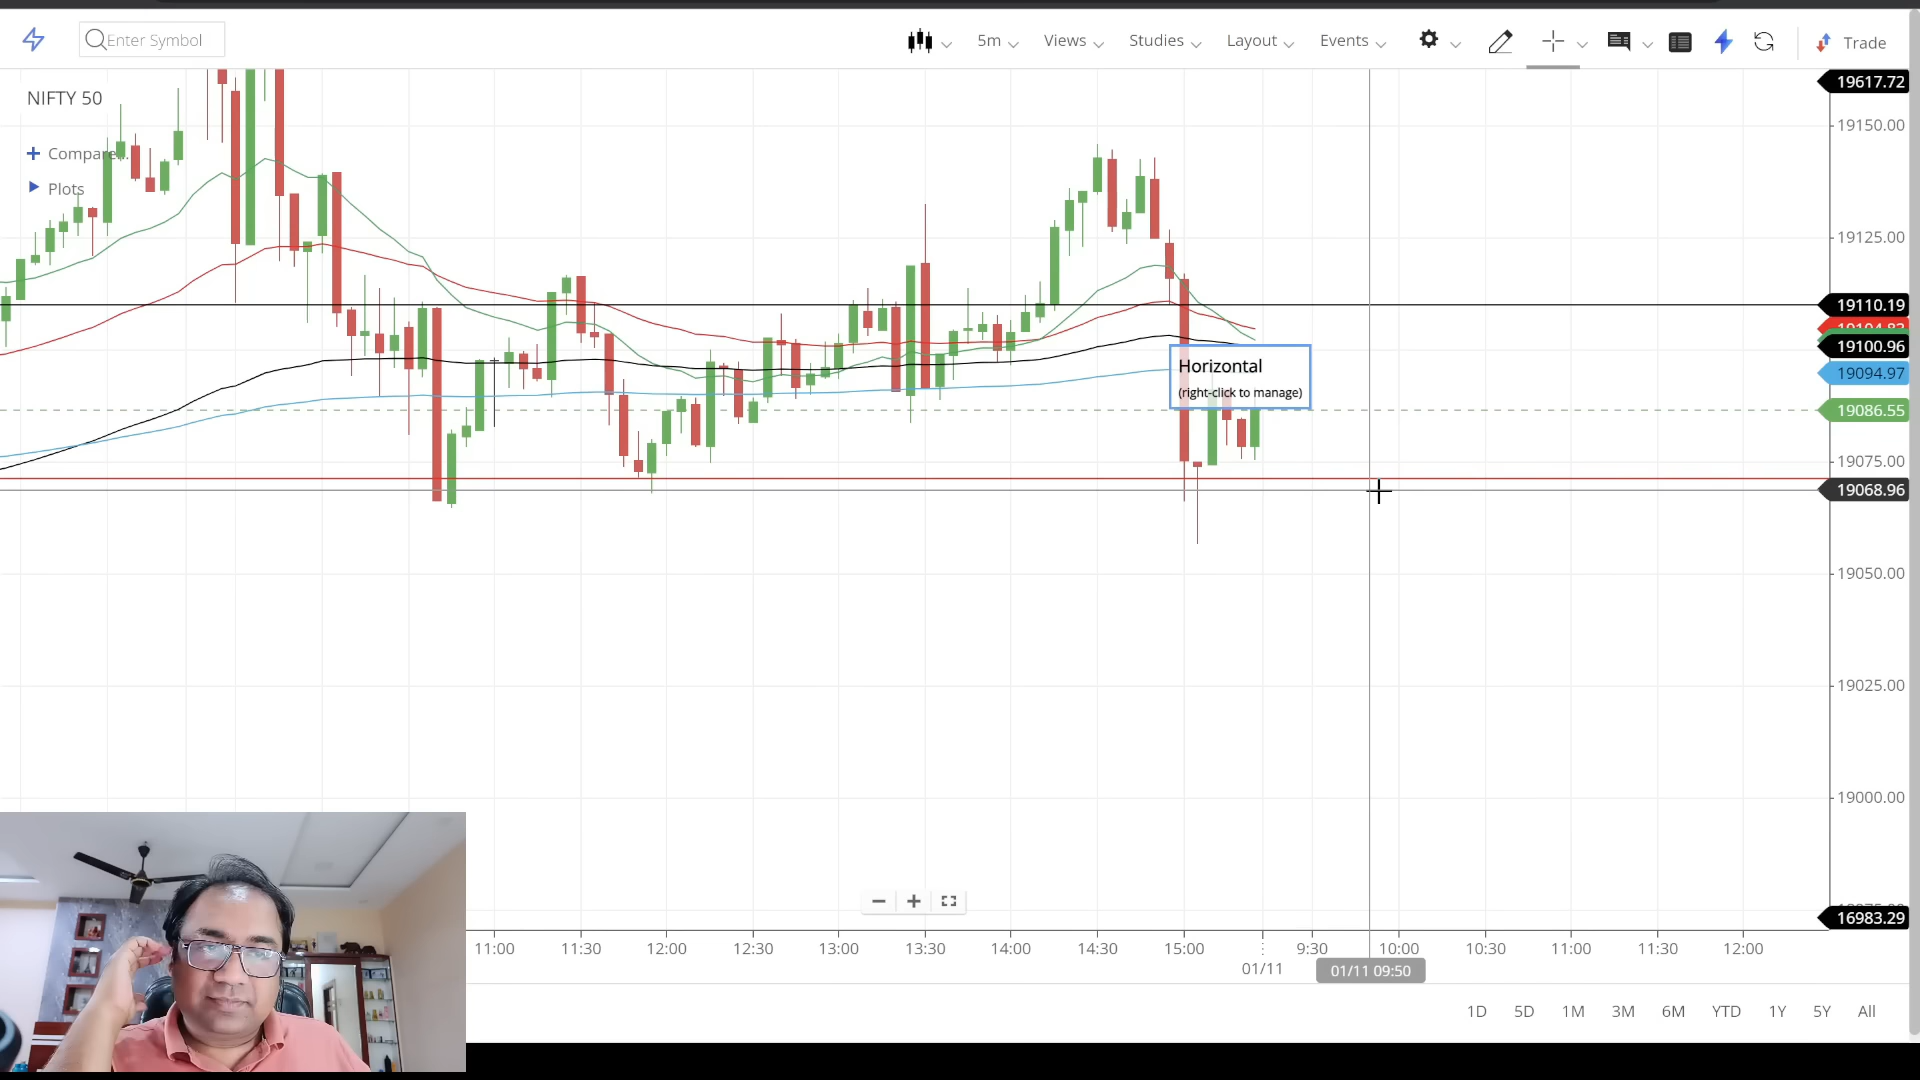 Enter Symbol
5m
Views
Studies
Layout
Events
Trade
NIFTY 50
Compare...
Plots
19617.72
19150.00
19125.00
19110.19
19100.96
19094.97
19086.55
19075.00
19068.96
19050.00
19025.00
19000.00
16983.29
Horizontal
(right-click to manage)
11:00
11:30
12:00
12:30
13:00
13:30
14:00
14:30
15:00
9:30
10:00
10:30
11:00
11:30
12:00
01/11
01/11 09:50
1D
5D
1M
3M
6M
YTD
1Y
5Y
All